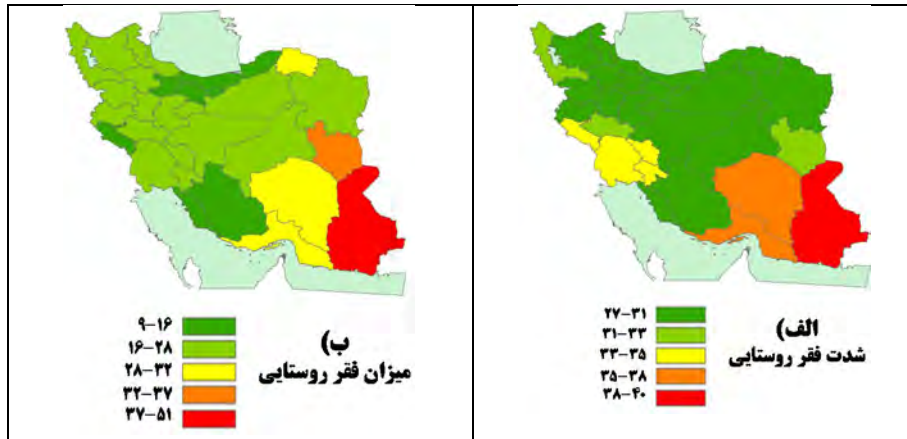 الف)
شدت فقر روستایی
۲۷-۳۱
۳۱-۳۳
۳۳-۳۵
۳۵-۳۸
۳۸-۴۰
ب)
میزان فقر روستایی
۹-۱۶
۱۶-۲۸
۲۸-۳۲
۳۲-۳۷
۳۷-۵۱